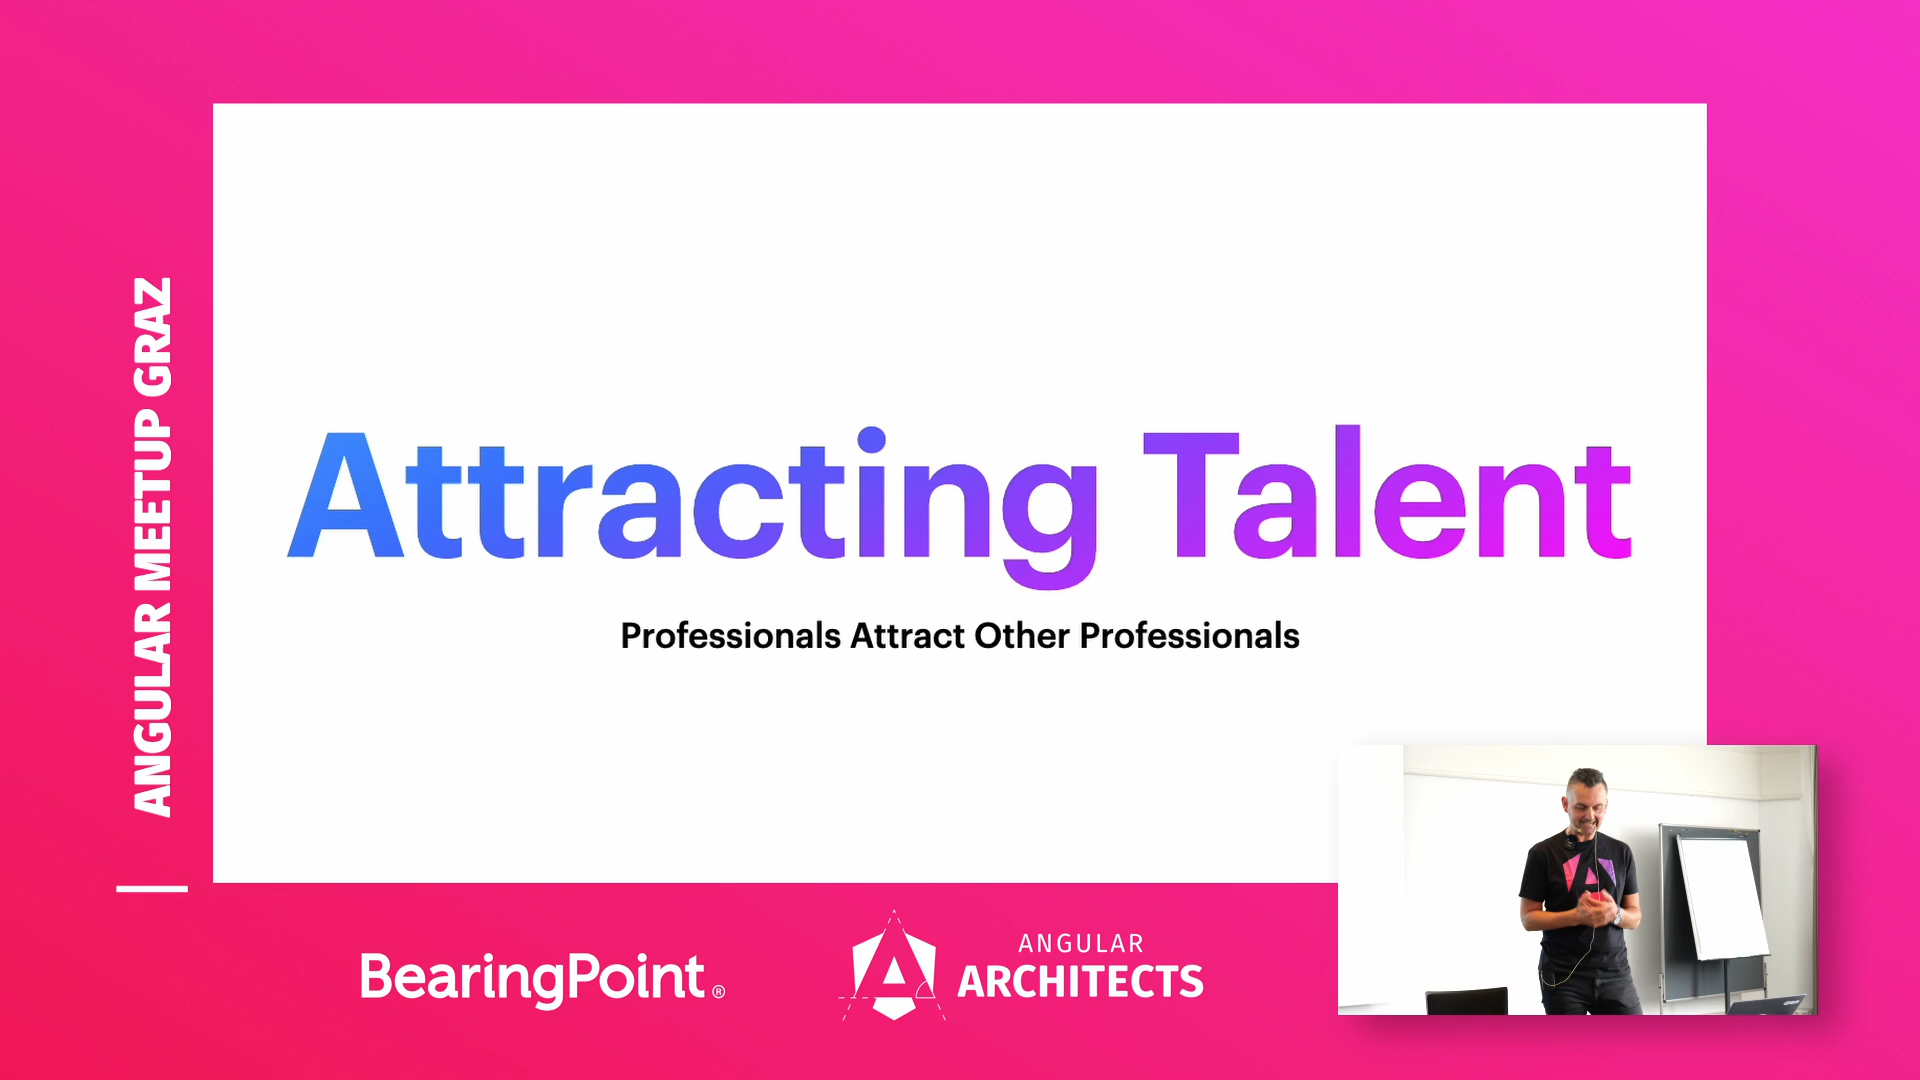 ANGULAR MEETUP GRAZ
Attracting Talent
Professionals Attract Other Professionals
BearingPoint®
ANGULAR
ARCHITECTS